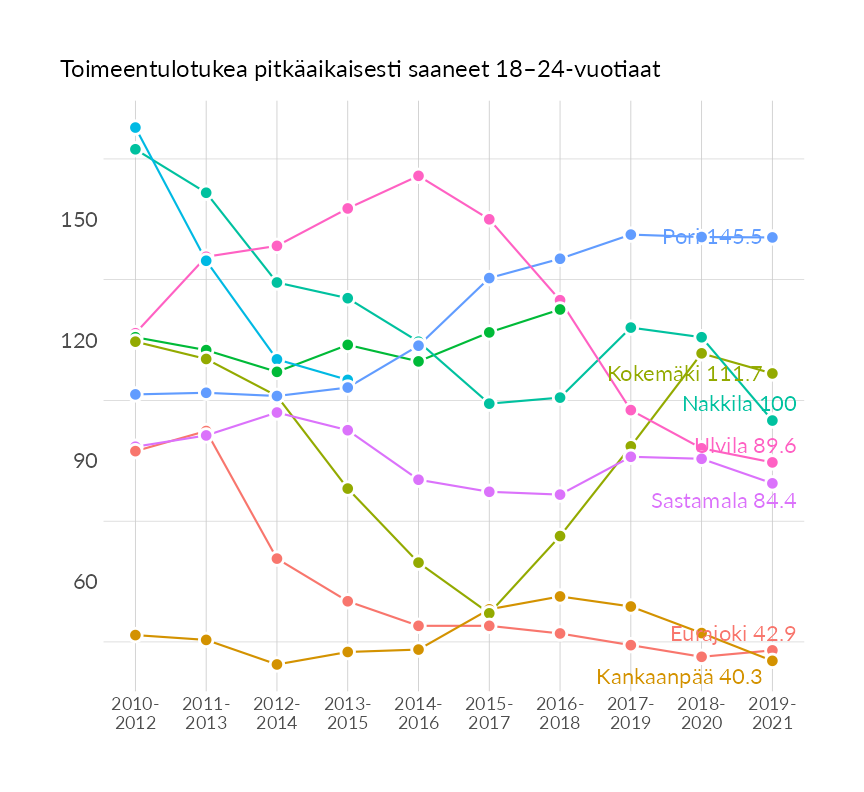 Toimeentulotukea pitkäaikaisesti saaneet 18–24-vuotiaat
150
120
90
60
Pori 145.5
Kokemäki 111.7
Nakkila 100
Ulvila 89.6
Sastamala 84.4
Eurajoki 42.9
Kankaanpää 40.3
2010- 2011- 2012- 2013- 2014- 2015- 2016- 2017- 2018- 2019-
2012 2013 2014 2015 2016 2017 2018 2019 2020 2021